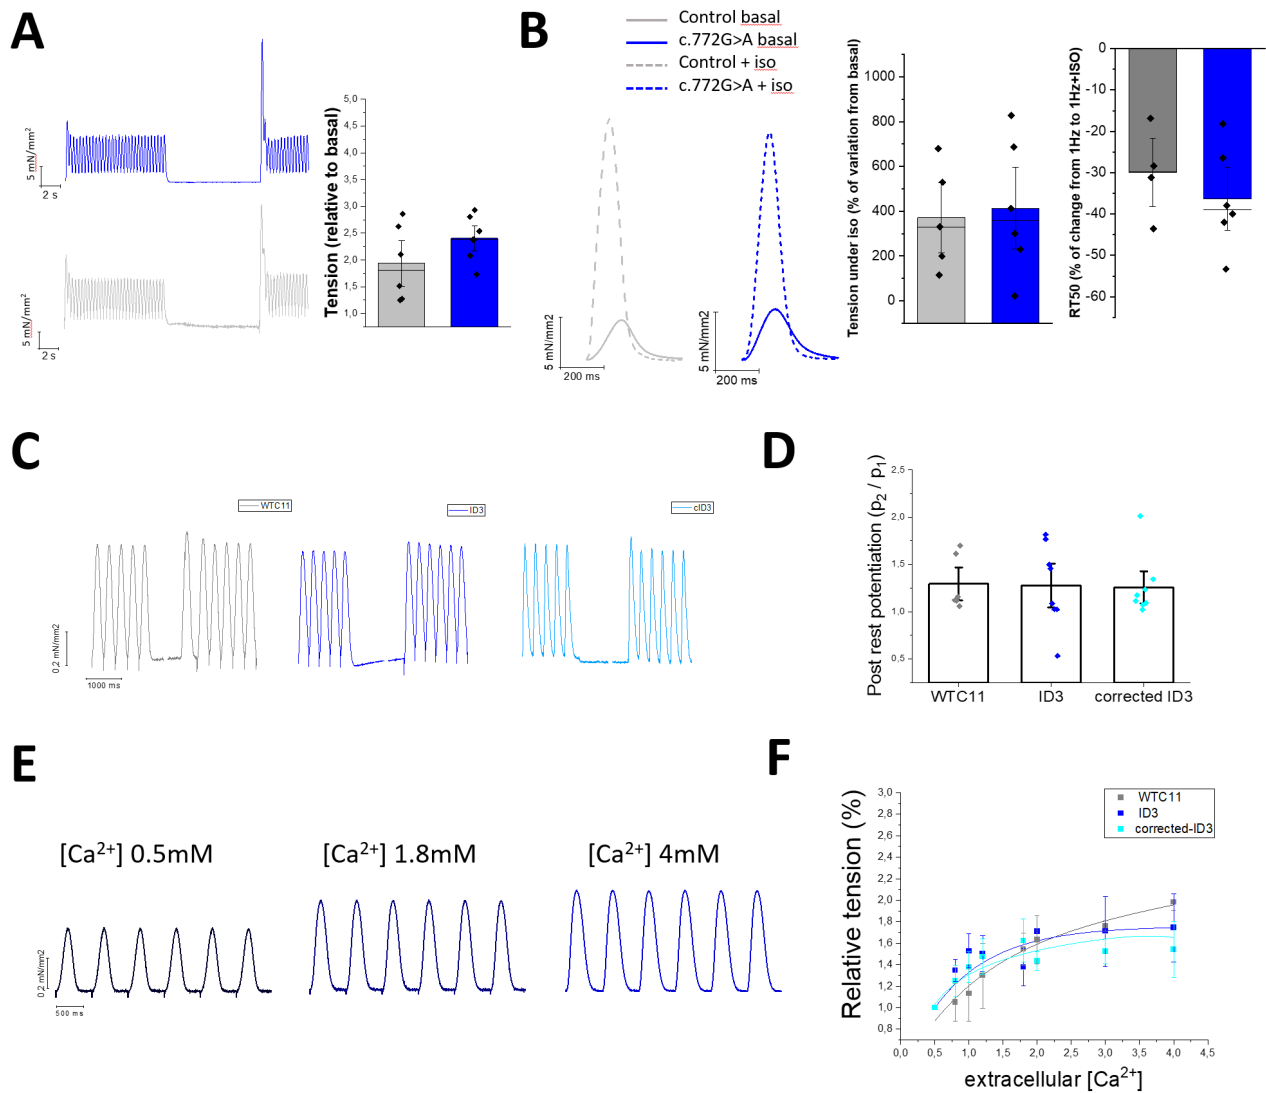 A
5 mN/mm²
2 s
5 mN/mm²
2 s
Tension (relative to basal)
5,0
4,5
4,0
3,5
3,0
2,5
2,0
1,5
1,0
B
Control basal
c.772G>A basal
Control + iso
c.772G>A + iso
5 mN/mm2
200 ms
5 mN/mm2
200 ms
Tension under iso (% of variation from basal)
1000
800
600
400
200
0
RT50 (% of change from 1Hz to 1Hz+ISO)
0
-10
-20
-30
-40
-50
-60
C
WTC11
ID3
cID3
0,2 mN/mm2
1000 ms
D
Post rest potentiation (p₂ / p₁)
2,5
2,0
1,5
1,0
0,5
WTC11
ID3
corrected ID3
E
[Ca²⁺] 0.5mM
[Ca²⁺] 1.8mM
[Ca²⁺] 4mM
0,2 mN/mm2
500 ms
F
Relative tension (%)
3,0
2,8
2,6
2,4
2,2
2,0
1,8
1,6
1,4
1,2
1,0
0,8
WTC11
ID3
corrected-ID3
0,0
0,5
1,0
1,5
2,0
2,5
3,0
3,5
4,0
4,5
extracellular [Ca²⁺]